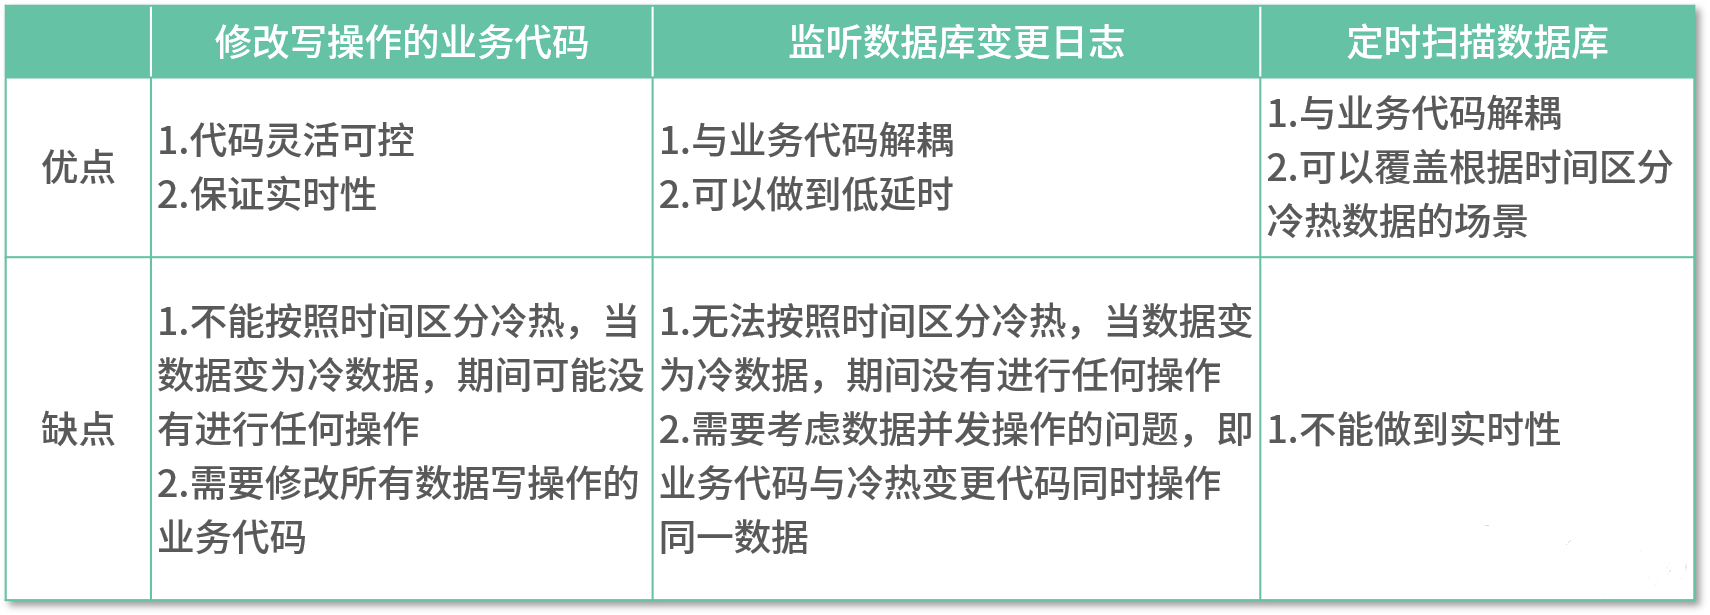 修改写操作的业务代码
监听数据库变更日志
定时扫描数据库
优点
1.代码灵活可控
2.保证实时性
1.与业务代码解耦
2.可以做到低延时
1.与业务代码解耦
2.可以覆盖根据时间区分
冷热数据的场景
缺点
1.不能按照时间区分冷热，当
数据变为冷数据，期间可能没
有进行任何操作
2.需要修改所有数据写操作的
业务代码
1.无法按照时间区分冷热，当数据变
为冷数据，期间没有进行任何操作
2.需要考虑数据并发操作的问题，即
业务代码与冷热变更代码同时操作
同一数据
1.不能做到实时性